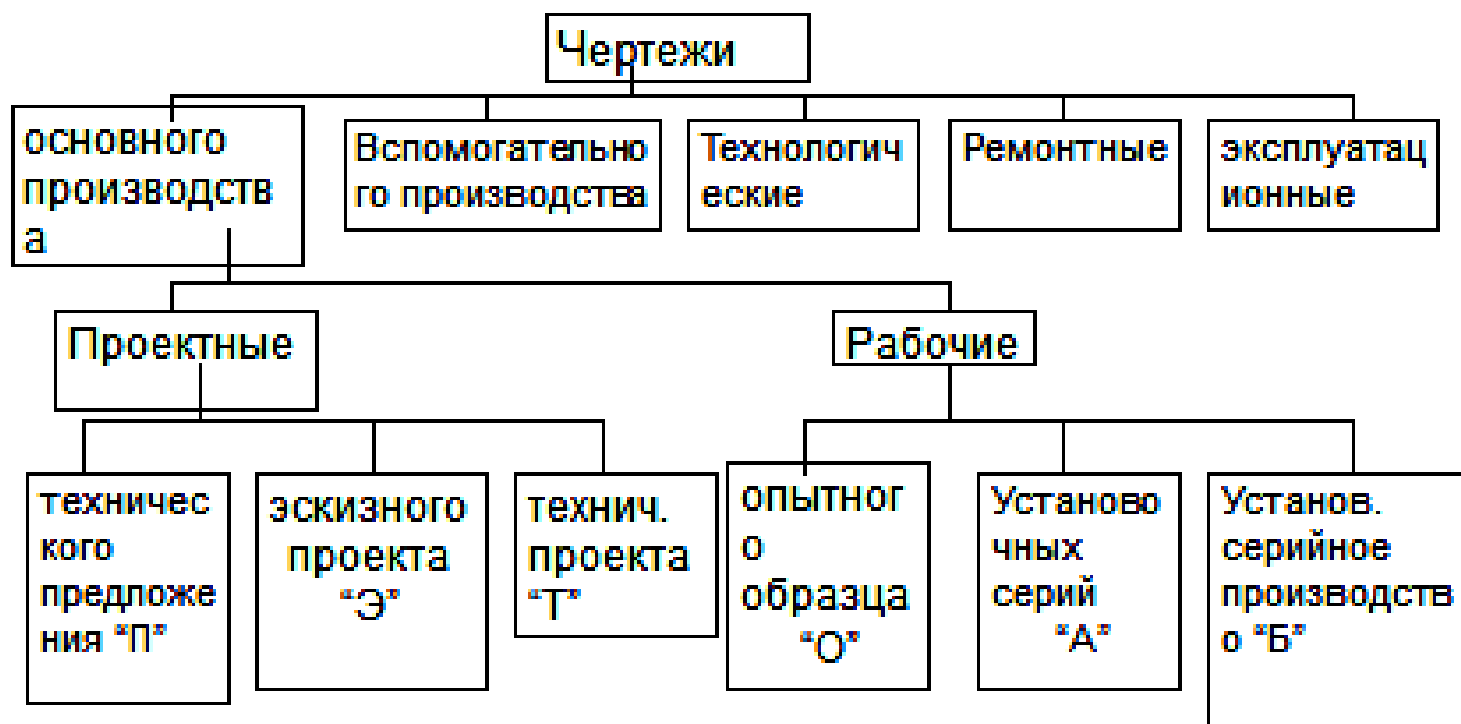 Чертежи
основного
производств
а
Вспомогательно
го производства
Технологич
еские
Ремонтные
эксплуатац
ионные
Проектные
Рабочие
техничес
кого
предложе
ния “П”
эскизного
проекта
“Э”
технич.
проекта
“Т”
опытног
о
образца
“О”
Установо
чных
серий
“А”
Установ.
серийное
производств
о “Б”